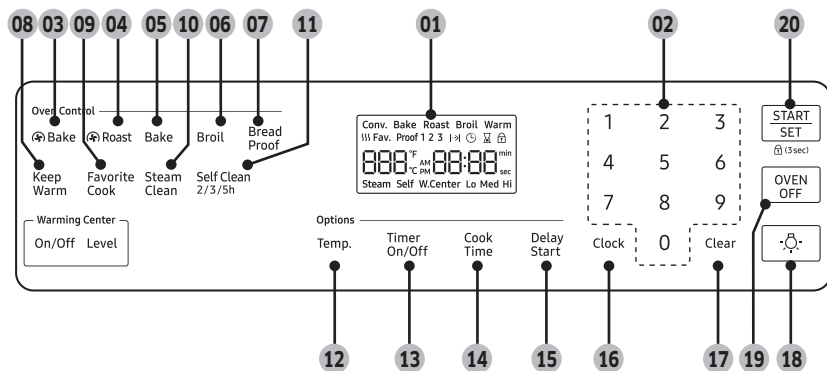 08 03 09 04 05 10 06 07 11 01 02 20
Oven Control
Bake Roast Bake Broil Bread Proof
Keep Warm Favorite Cook Steam Clean Self Clean 2/3/5h
Warming Center
On/Off Level
Conv. Bake Roast Broil Warm
Fav. Proof 1 2 3
888 °F °C AM PM 88:88 min sec
Steam Self W.Center Lo Med Hi
Options
Temp. Timer On/Off Cook Time Delay Start Clock Clear
1 2 3
4 5 6
7 8 9
0
START
SET
(3 sec)
OVEN
OFF
12 13 14 15 16 17 19 18